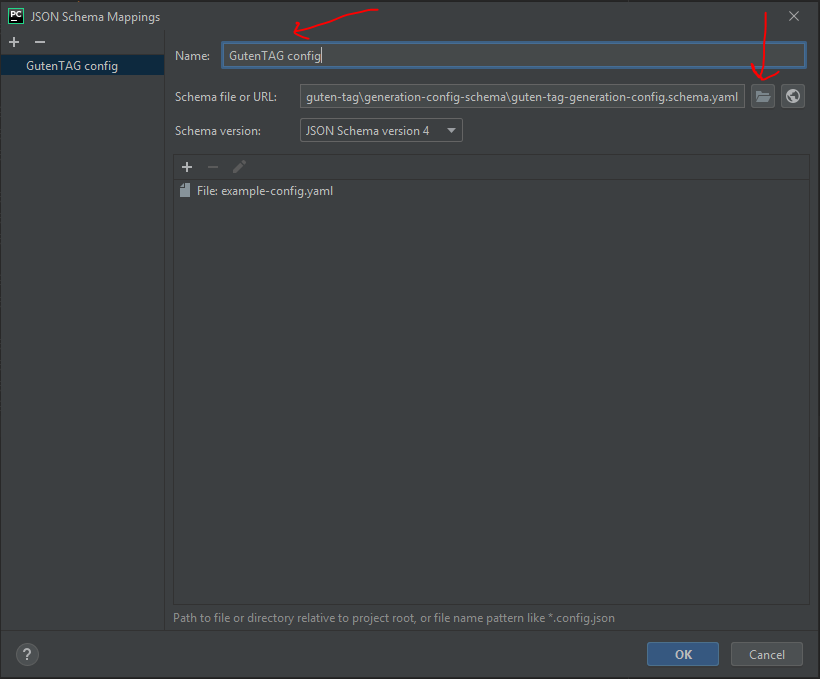 PC JSON Schema Mappings
GutenTAG config
Name: GutenTAG config
Schema file or URL: guten-tag\generation-config-schema\guten-tag-generation-config.schema.yaml
Schema version: JSON Schema version 4
File: example-config.yaml
Path to file or directory relative to project root, or file name pattern like *.config.json
? OK Cancel